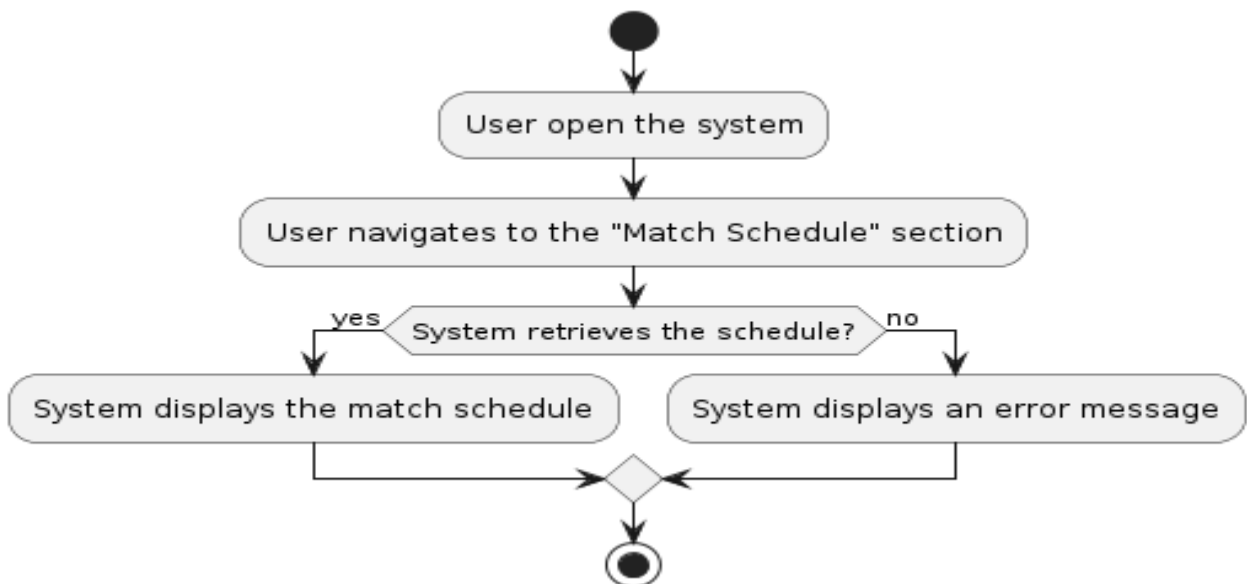 User open the system
User navigates to the "Match Schedule" section
yes
System retrieves the schedule?
no
System displays the match schedule
System displays an error message